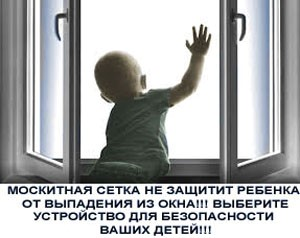 МОСКИТНАЯ СЕТКА НЕ ЗАЩИТИТ РЕБЕНКА
ОТ ВЫПАДЕНИЯ ИЗ ОКНА!!! ВЫБЕРИТЕ
УСТРОЙСТВО ДЛЯ БЕЗОПАСНОСТИ
ВАШИХ ДЕТЕЙ!!!